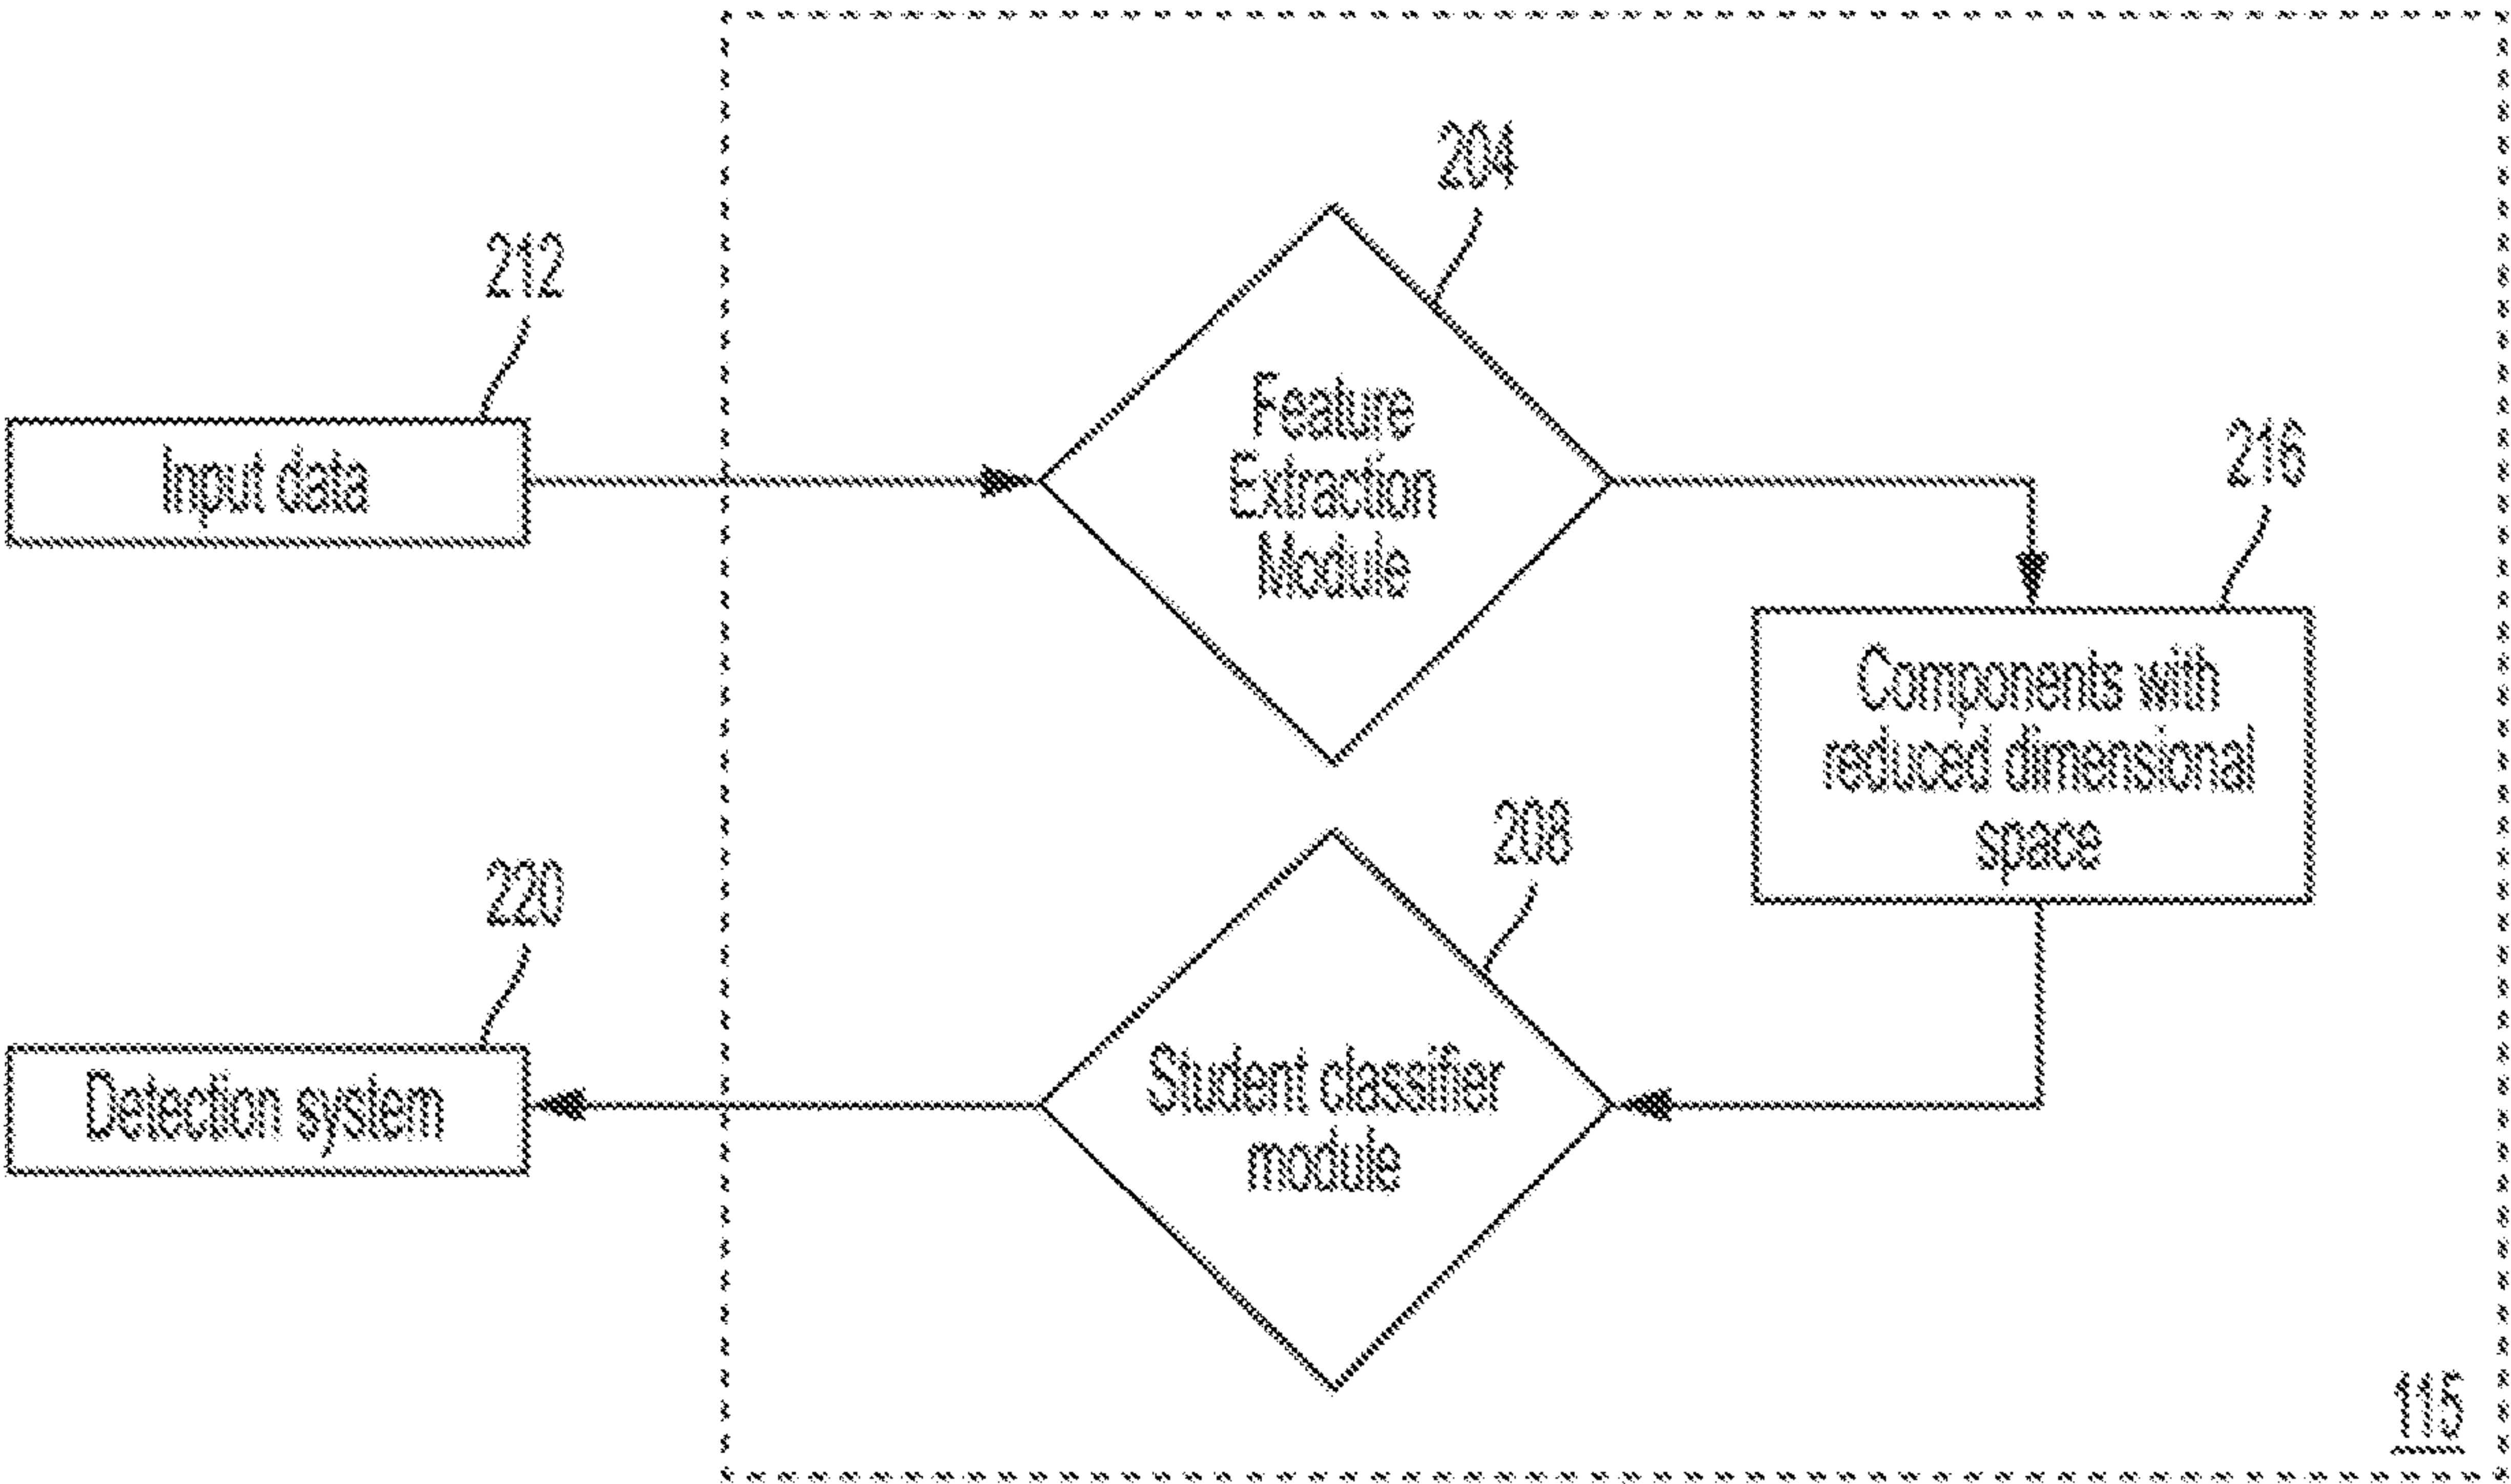 204
212
Feature
Extraction
Module
Input data
216
Components with
reduced dimensional
space
208
220
Student classifier
module
Detection system
115